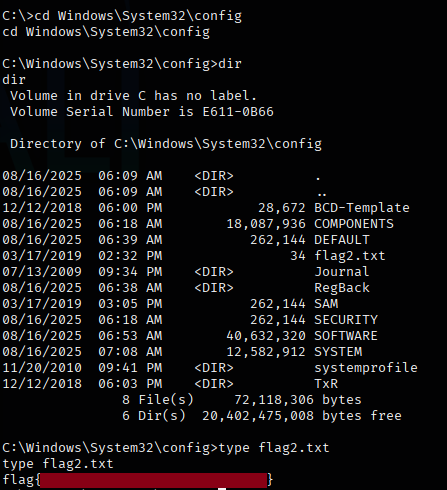 C:\>cd Windows\System32\config
cd Windows\System32\config

C:\Windows\System32\config>dir
dir
 Volume in drive C has no label.
 Volume Serial Number is E611-0B66

 Directory of C:\Windows\System32\config

08/16/2025  06:09 AM    <DIR>          .
08/16/2025  06:09 AM    <DIR>          ..
12/12/2018  06:00 PM            28,672 BCD-Template
08/16/2025  06:18 AM        18,087,936 COMPONENTS
08/16/2025  06:39 AM           262,144 DEFAULT
03/17/2019  02:32 PM                34 flag2.txt
07/13/2009  09:34 PM    <DIR>          Journal
08/16/2025  06:38 AM    <DIR>          RegBack
03/17/2019  03:05 PM           262,144 SAM
08/16/2025  06:18 AM           262,144 SECURITY
08/16/2025  06:53 AM        40,632,320 SOFTWARE
08/16/2025  07:08 AM        12,582,912 SYSTEM
11/20/2010  09:41 PM    <DIR>          systemprofile
12/12/2018  06:03 PM    <DIR>          TxR
               8 File(s)     72,118,306 bytes
               6 Dir(s)  20,402,475,008 bytes free

C:\Windows\System32\config>type flag2.txt
type flag2.txt
flag{}